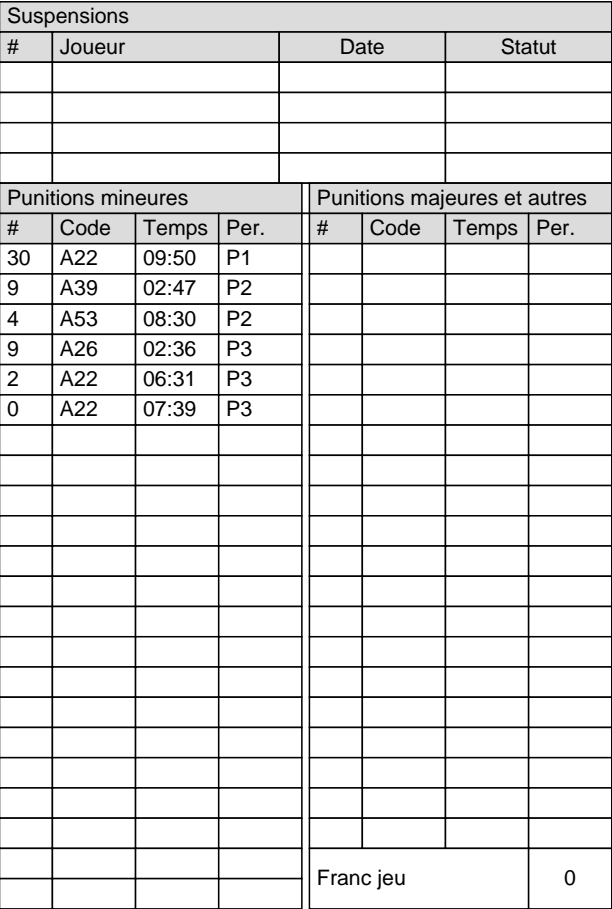 Suspensions
# Joueur Date Statut
Punitions mineures Punitions majeures et autres
# Code Temps Per. # Code Temps Per.
30 A22 09:50 P1
9 A39 02:47 P2
4 A53 08:30 P2
9 A26 02:36 P3
2 A22 06:31 P3
0 A22 07:39 P3
Franc jeu 0